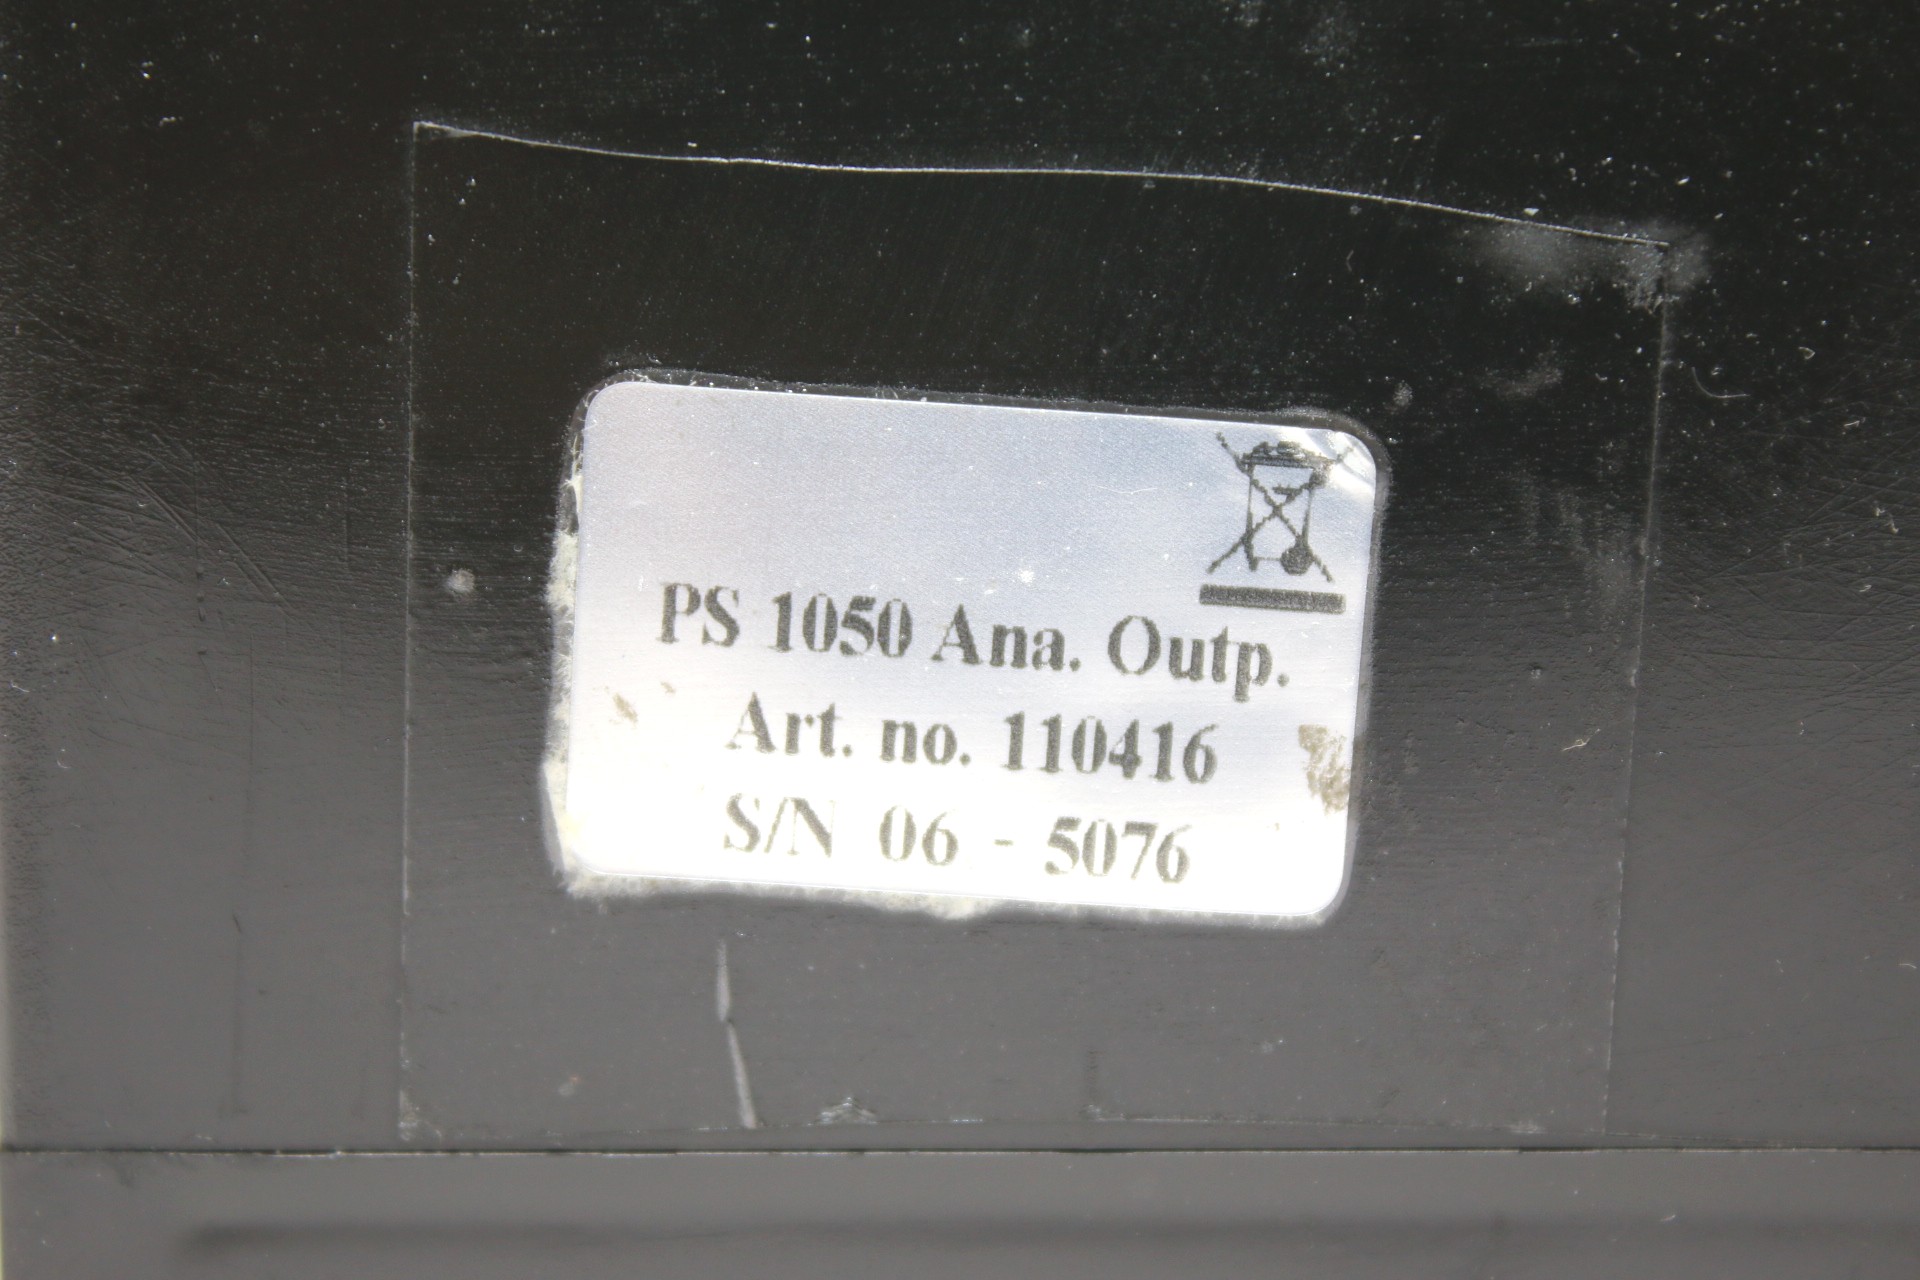 PS 1050 Ana. Outp.
Art. no. 110416
S/N 06 - 5076